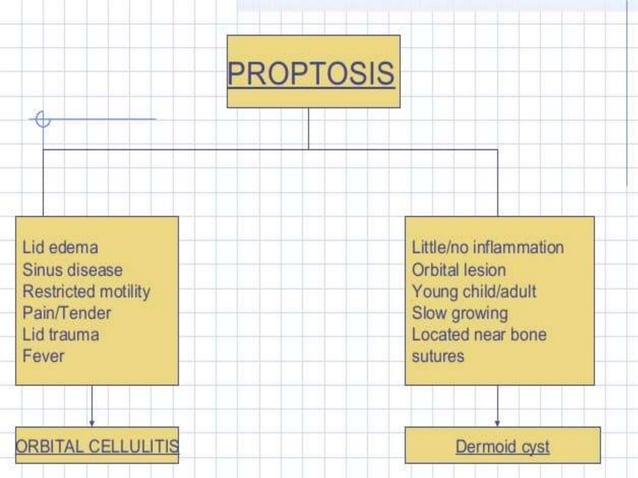 PROPTOSIS
Lid edema
Sinus disease
Restricted motility
Pain/Tender
Lid trauma
Fever
ORBITAL CELLULITIS
Little/no inflammation
Orbital lesion
Young child/adult
Slow growing
Located near bone
sutures
Dermoid cyst